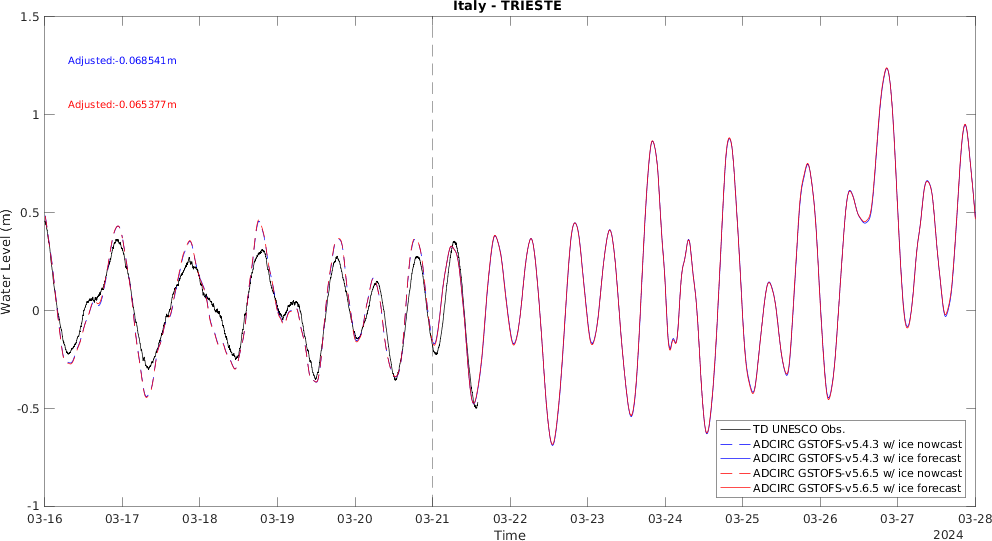 Italy - TRIESTE
Adjusted:-0.068541m
Adjusted:-0.065377m
Water Level (m)
1.5
1
0.5
0
-0.5
-1
TD UNESCO Obs.
ADCIRC GSTOFS-v5.4.3 w/ ice nowcast
ADCIRC GSTOFS-v5.4.3 w/ ice forecast
ADCIRC GSTOFS-v5.6.5 w/ ice nowcast
ADCIRC GSTOFS-v5.6.5 w/ ice forecast
03-16 03-17 03-18 03-19 03-20 03-21 03-22 03-23 03-24 03-25 03-26 03-27 03-28
Time
2024